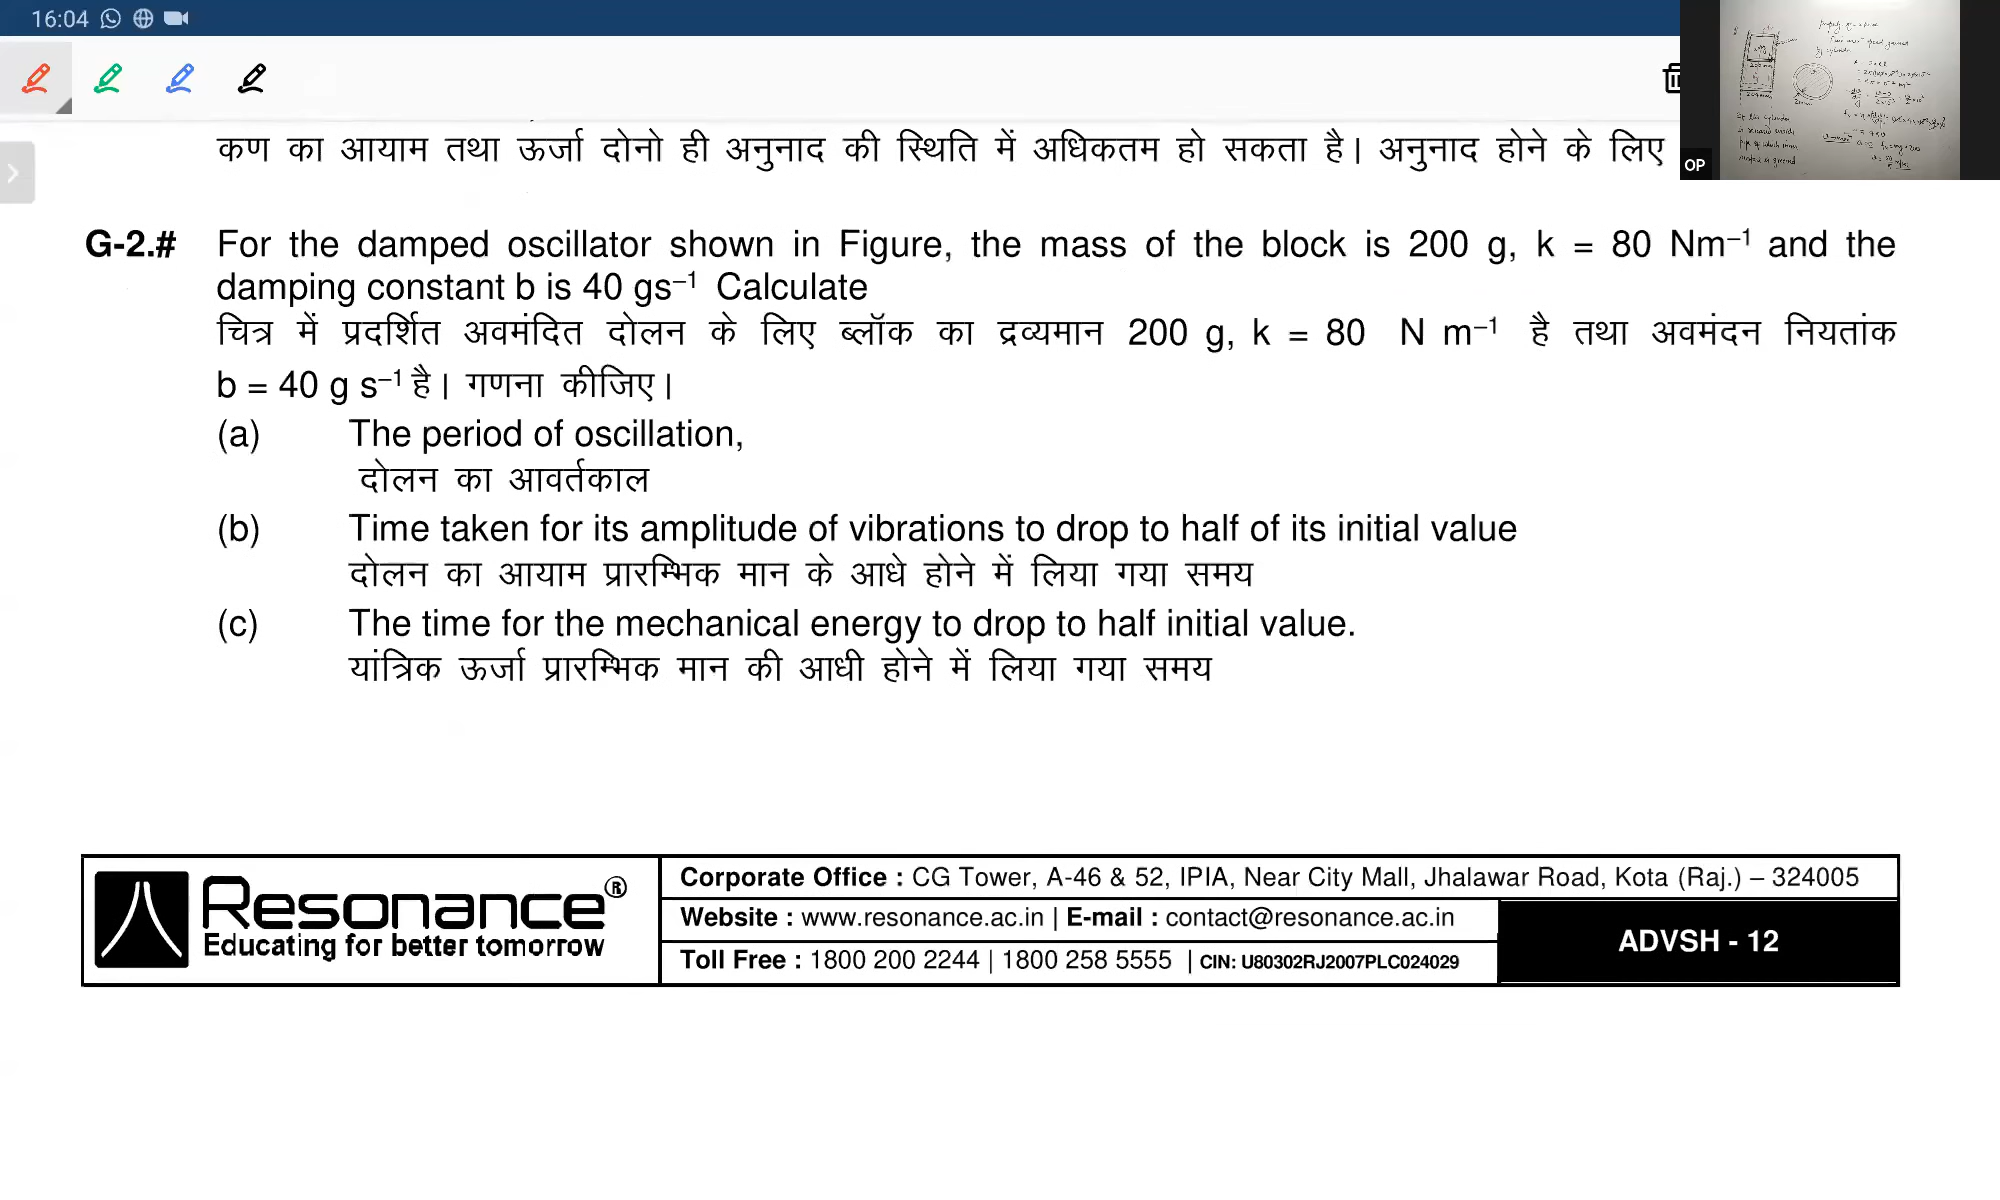 16:04
OP
कण का आयाम तथा ऊर्जा दोनो ही अनुनाद की स्थिति में अधिकतम हो सकता है। अनुनाद होने के लिए
G-2.# For the damped oscillator shown in Figure, the mass of the block is 200 g, k = 80 Nm⁻¹ and the
damping constant b is 40 gs⁻¹ Calculate
चित्र में प्रदर्शित अवमंदित दोलन के लिए ब्लॉक का द्रव्यमान 200 g, k = 80 N m⁻¹ है तथा अवमंदन नियतांक
b = 40 g s⁻¹ है। गणना कीजिए।
(a) The period of oscillation,
दोलन का आवर्तकाल
(b) Time taken for its amplitude of vibrations to drop to half of its initial value
दोलन का आयाम प्रारम्भिक मान के आधे होने में लिया गया समय
(c) The time for the mechanical energy to drop to half initial value.
यांत्रिक ऊर्जा प्रारम्भिक मान की आधी होने में लिया गया समय
Resonance®
Educating for better tomorrow
Corporate Office : CG Tower, A-46 & 52, IPIA, Near City Mall, Jhalawar Road, Kota (Raj.) – 324005
Website : www.resonance.ac.in | E-mail : contact@resonance.ac.in
Toll Free : 1800 200 2244 | 1800 258 5555 | CIN: U80302RJ2007PLC024029
ADVSH - 12